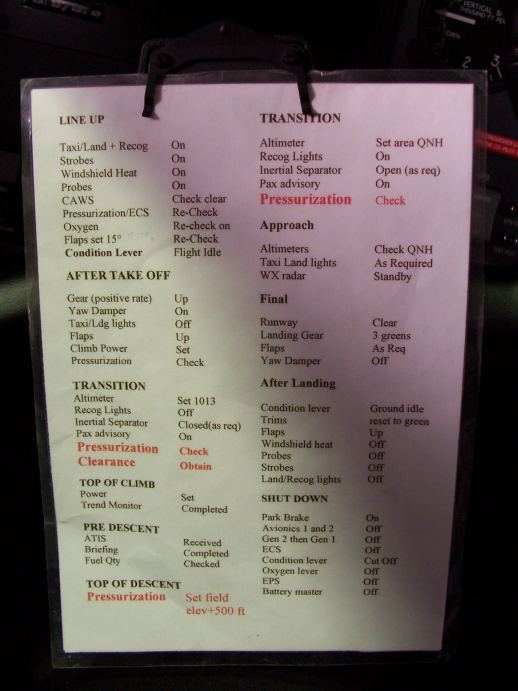 LINE UP
Taxi/Land + Recog On
Strobes On
Windshield Heat On
Probes On
CAWS Check clear
Pressurization/ECS Re-Check
Oxygen Re-check on
Flaps set 15° Re-Check
Condition Lever Flight Idle
AFTER TAKE OFF
Gear (positive rate) Up
Yaw Damper On
Taxi/Ldg lights Off
Flaps Up
Climb Power Set
Pressurization Check
TRANSITION
Altimeter Set 1013
Recog Lights Off
Inertial Separator Closed(as req)
Pax advisory On
Pressurization Check
Clearance Obtain
TOP OF CLIMB
Power Set
Trend Monitor Completed
PRE DESCENT
ATIS Received
Briefing Completed
Fuel Qty Checked
TOP OF DESCENT
Pressurization Set field
elev+500 ft
TRANSITION
Altimeter Set area QNH
Recog Lights On
Inertial Separator Open (as req)
Pax advisory On
Pressurization Check
Approach
Altimeters Check QNH
Taxi Land lights As Required
WX radar Standby
Final
Runway Clear
Landing Gear 3 greens
Flaps As Req
Yaw Damper Off
After Landing
Condition lever Ground idle
Trims reset to green
Flaps Up
Windshield heat Off
Probes Off
Strobes Off
Land/Recog lights Off
SHUT DOWN
Park Brake On
Avionics 1 and 2 Off
Gen 2 then Gen 1 Off
ECS Off
Condition lever Cut Off
Oxygen lever Off
EPS Off
Battery master Off
VERTICAL
THOUSAND FT
DOWN
2 3